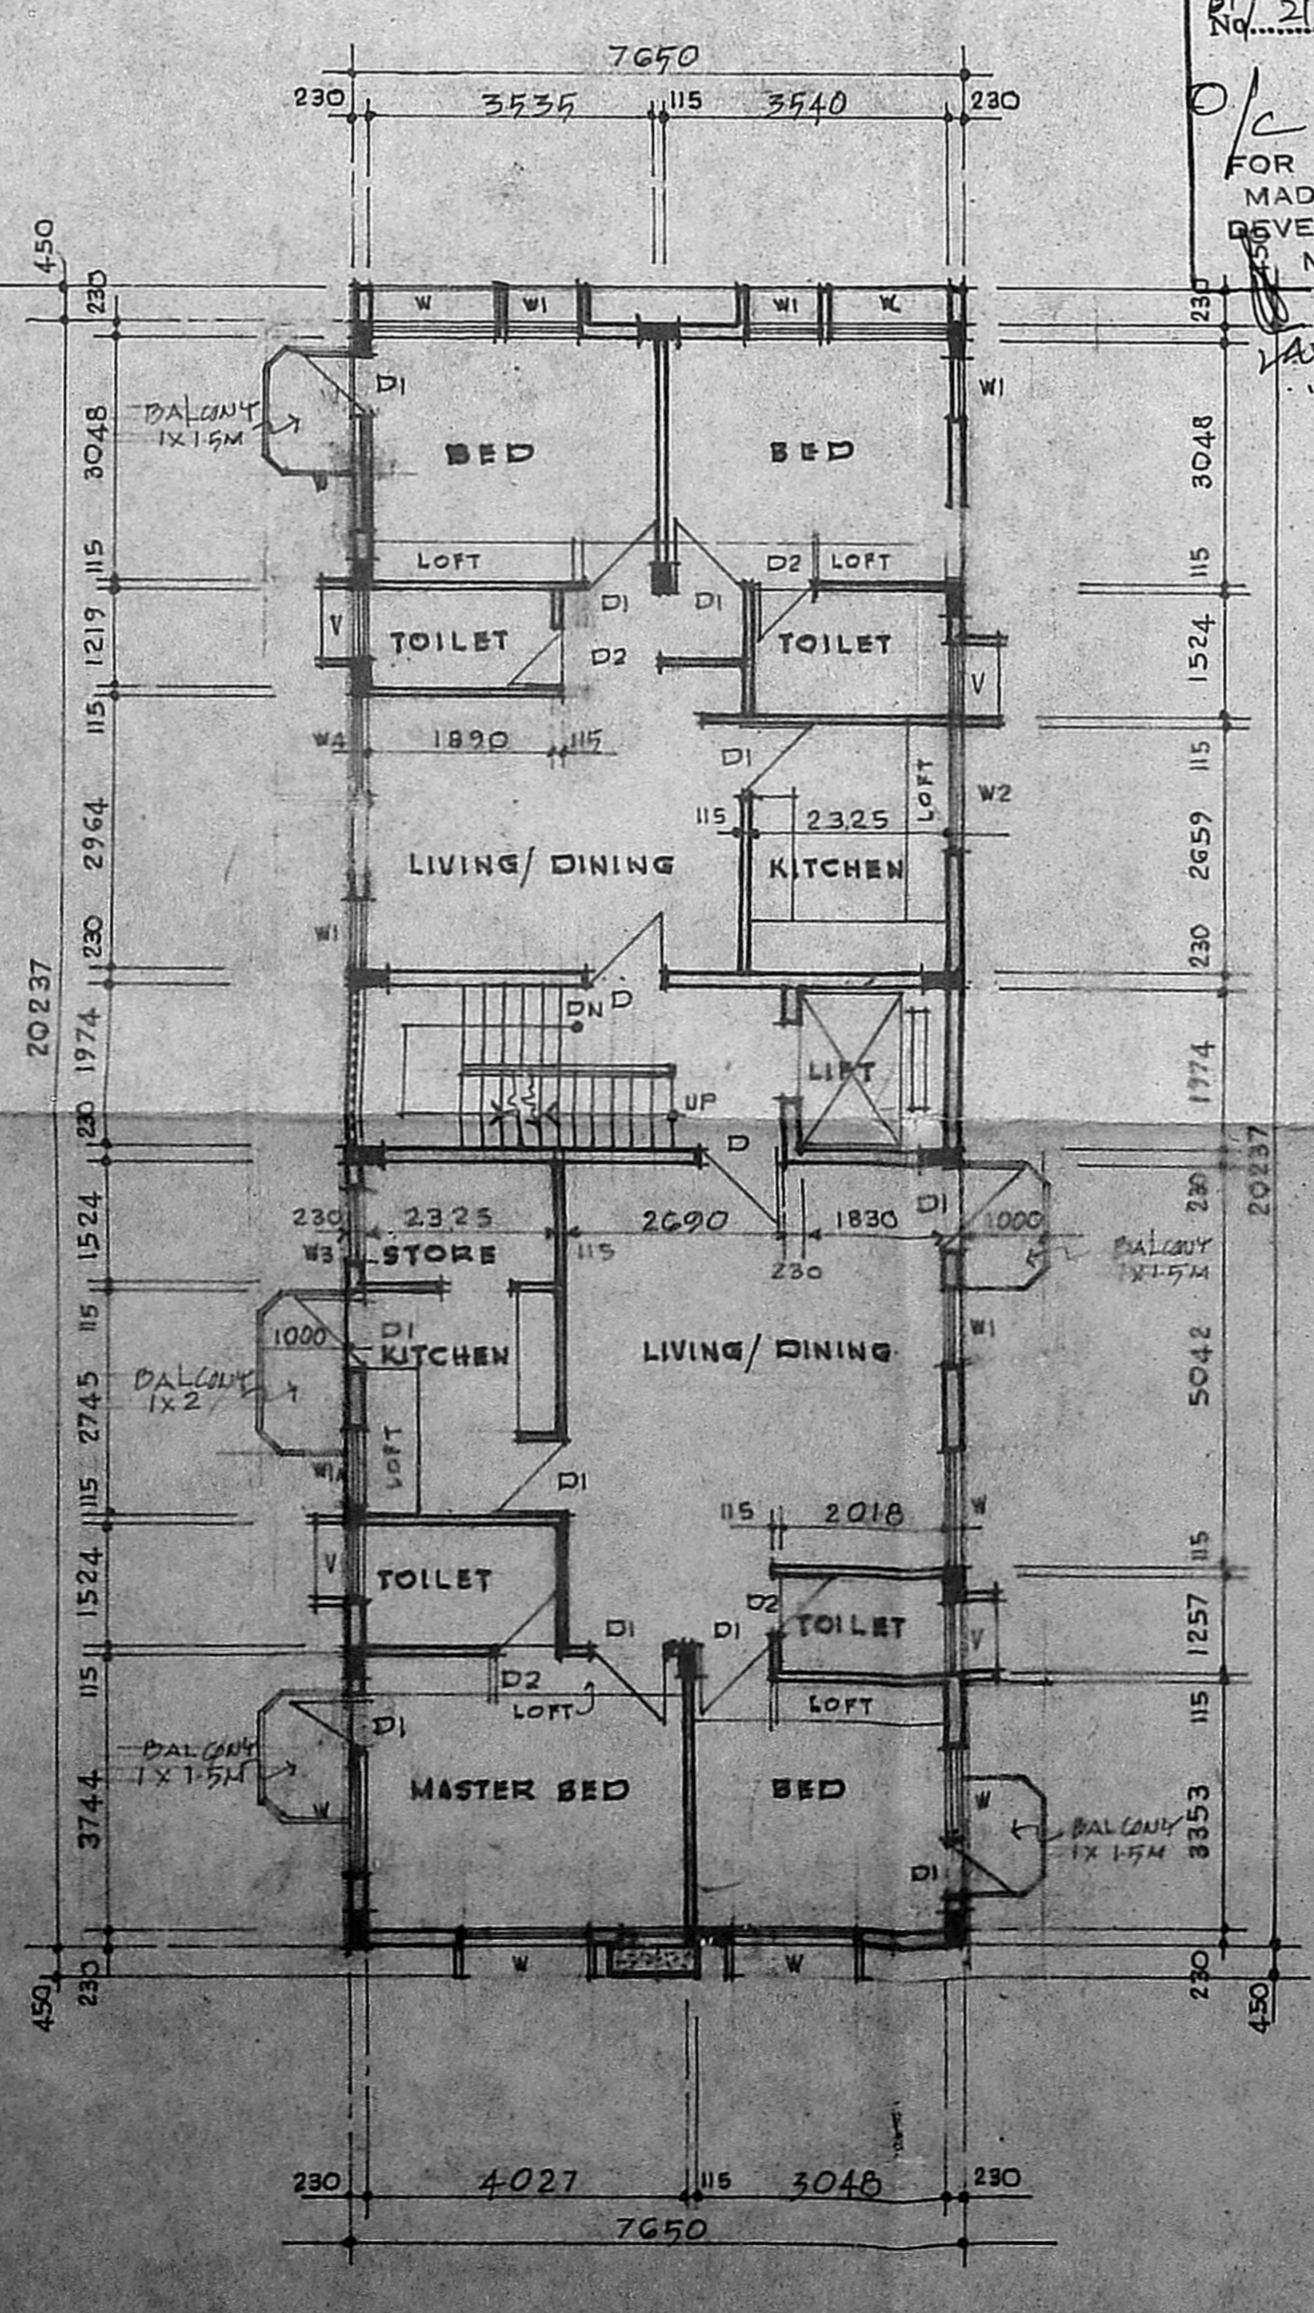 No. 21
O/C
FOR
MAD
DEVE
N
7650
230 3535 115 3540 230
450
230
230
W W1 W1 W
D1
W1
BALCONY
1X1.5M
3048
BED
BED
3048
W
115
LOFT
D2 LOFT
115
D1 D1
V
1219
TOILET
D2
TOILET
1524
V
115
W4
1890 115
D1
115
LOFT
W2
2964
115 2325
2659
LIVING/ DINING
KITCHEN
W1
230
230
20237
DN D
1974
LIFT
1974
UP
230
D
20237
230
D1
1524
230 2325
2690
1830
1000
W3
STORE
115
230
BALCONY
1X1.5M
115
1000
D1
KITCHEN
LIVING/ DINING
W1
5042
BALCONY
1X2
2745
LOFT
W1A
D1
115
115 2018
W
115
V
1524
TOILET
D2
TOILET
1257
V
D1 D1
115
D2
LOFT
LOFT
115
D1
BALCONY
1X1.5M
3744
MASTER BED
BED
W
W
BALCONY
1X1.5M
3353
D1
W
W
450
230
230
450
230 4027 115 3048 230
7650